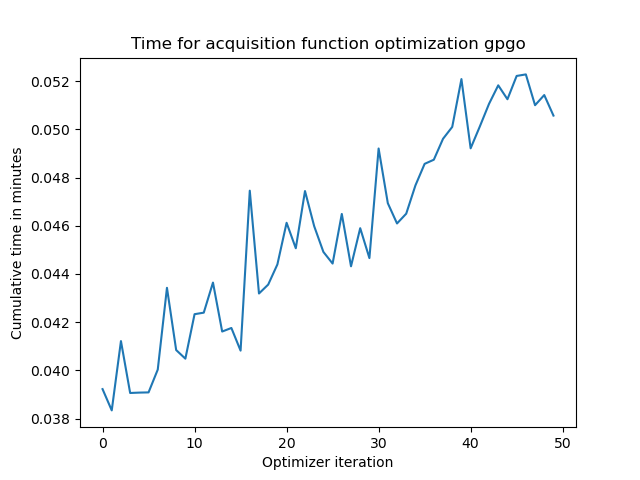 Time for acquisition function optimization gpgo
Cumulative time in minutes
0.052
0.050
0.048
0.046
0.044
0.042
0.040
0.038
0 10 20 30 40 50
Optimizer iteration